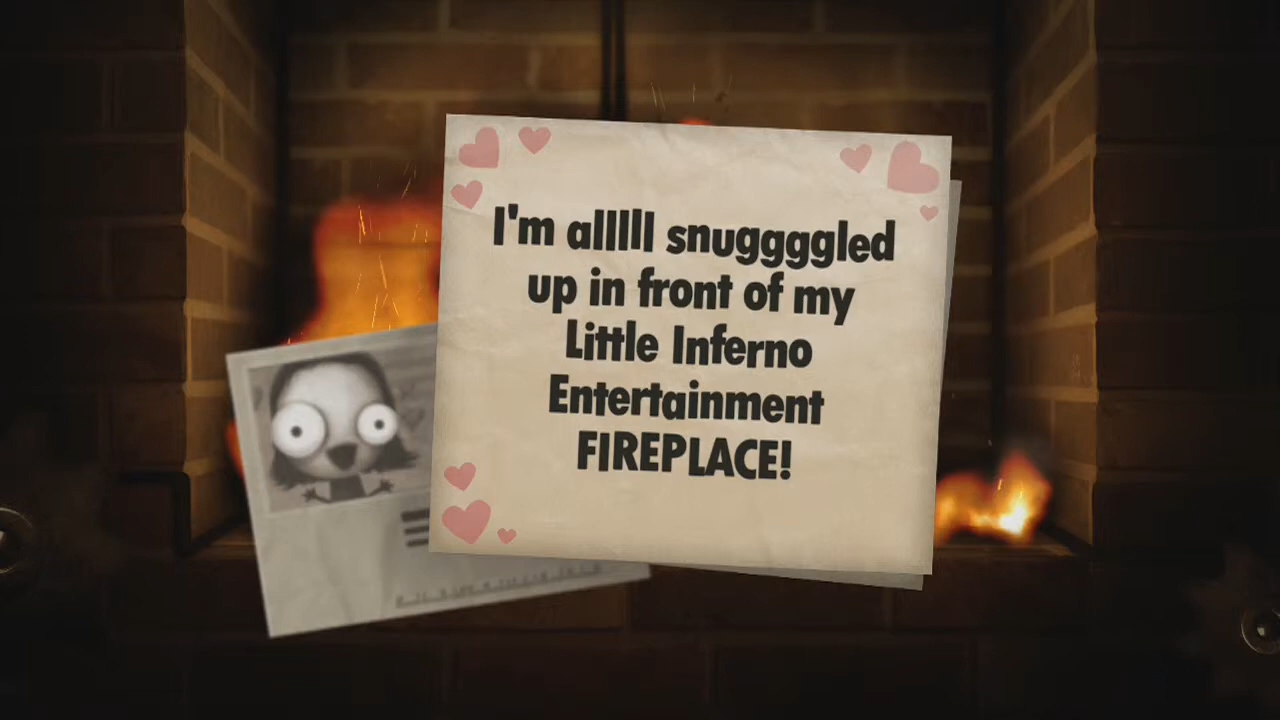 I'm alllll snuggggled
up in front of my
Little Inferno
Entertainment
FIREPLACE!